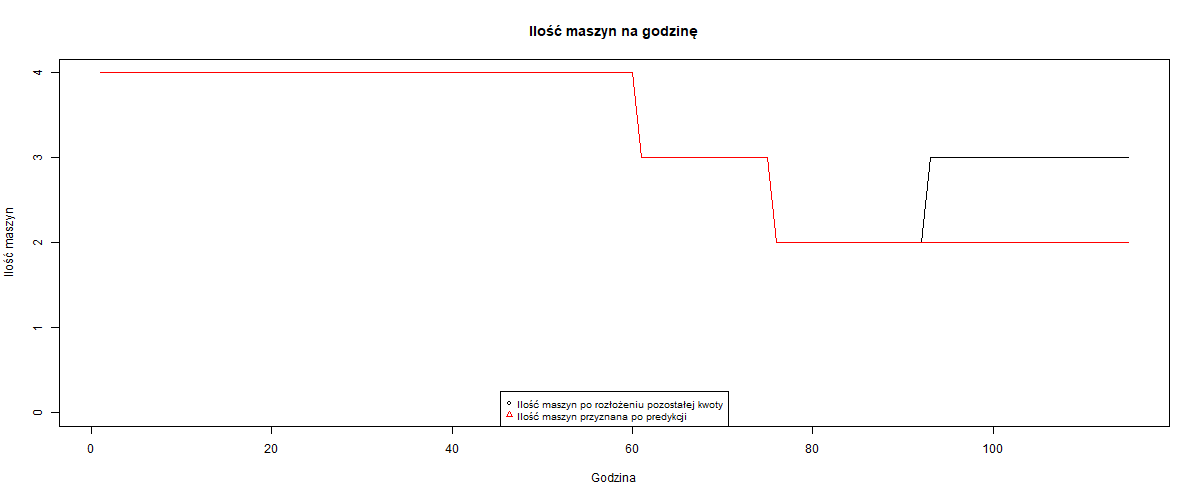 Ilość maszyn na godzinę
Ilość maszyn
4
3
2
1
0
Ilość maszyn po rozłożeniu pozostałej kwoty
Ilość maszyn przyznana po predykcji
0 20 40 60 80 100
Godzina